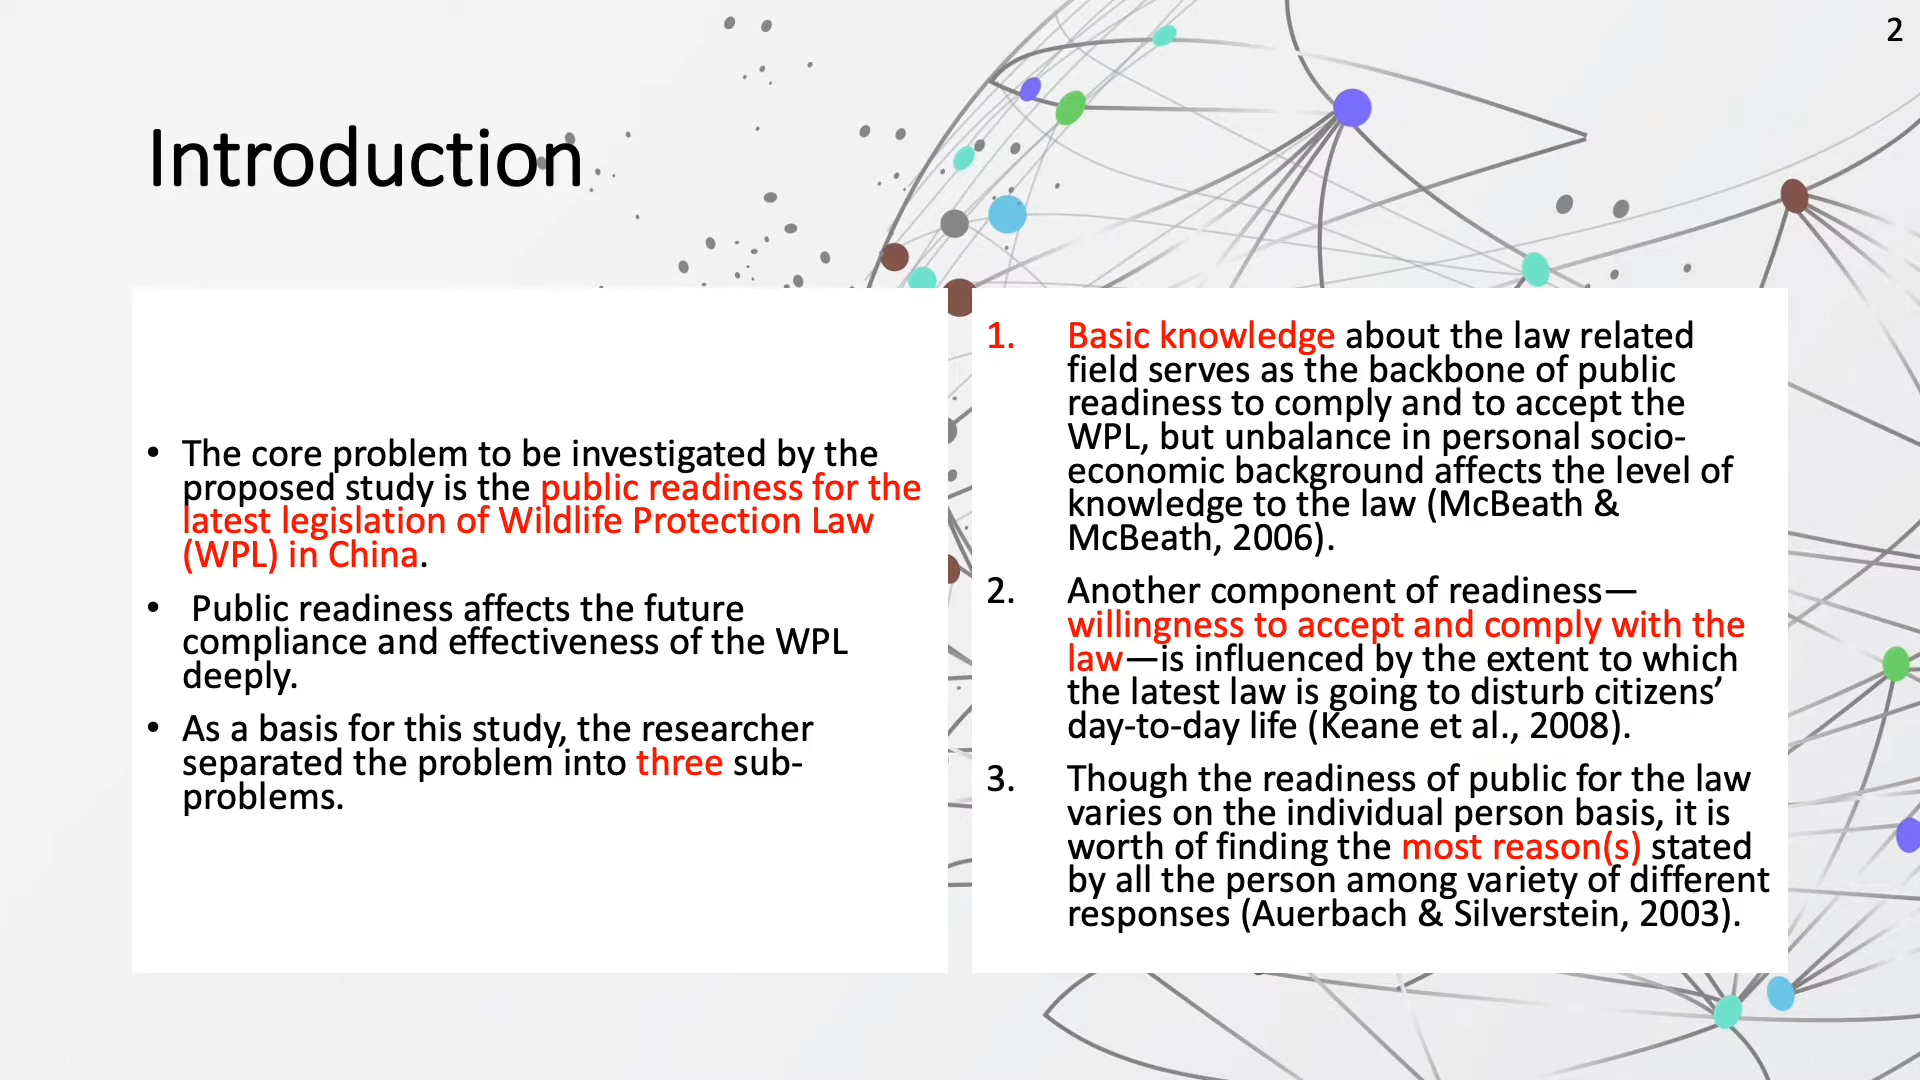 2
Introduction
• The core problem to be investigated by the
proposed study is the public readiness for the
latest legislation of Wildlife Protection Law
(WPL) in China.
• Public readiness affects the future
compliance and effectiveness of the WPL
deeply.
• As a basis for this study, the researcher
separated the problem into three sub-
problems.
1. Basic knowledge about the law related
field serves as the backbone of public
readiness to comply and to accept the
WPL, but unbalance in personal socio-
economic background affects the level of
knowledge to the law (McBeath &
McBeath, 2006).
2. Another component of readiness—
willingness to accept and comply with the
law—is influenced by the extent to which
the latest law is going to disturb citizens’
day-to-day life (Keane et al., 2008).
3. Though the readiness of public for the law
varies on the individual person basis, it is
worth of finding the most reason(s) stated
by all the person among variety of different
responses (Auerbach & Silverstein, 2003).